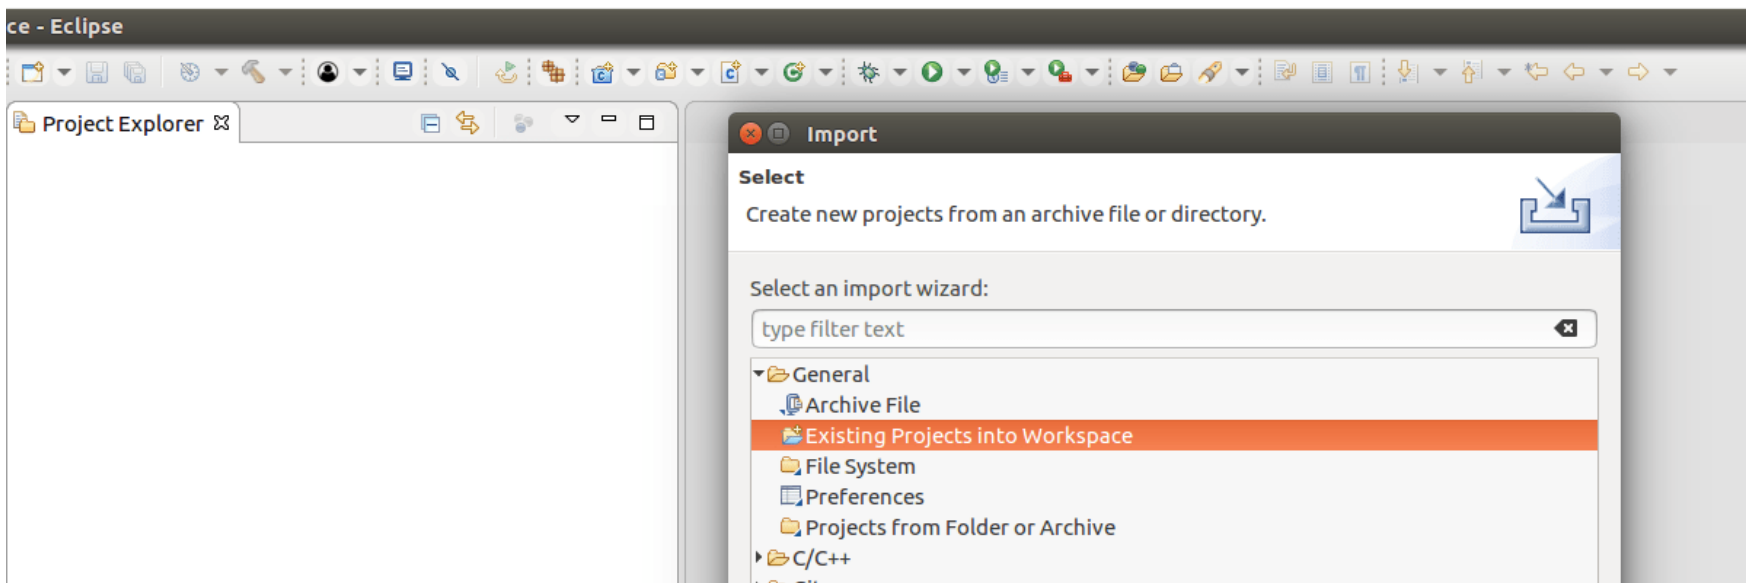 ce - Eclipse
Project Explorer
Import
Select
Create new projects from an archive file or directory.
Select an import wizard:
type filter text
General
Archive File
Existing Projects into Workspace
File System
Preferences
Projects from Folder or Archive
C/C++